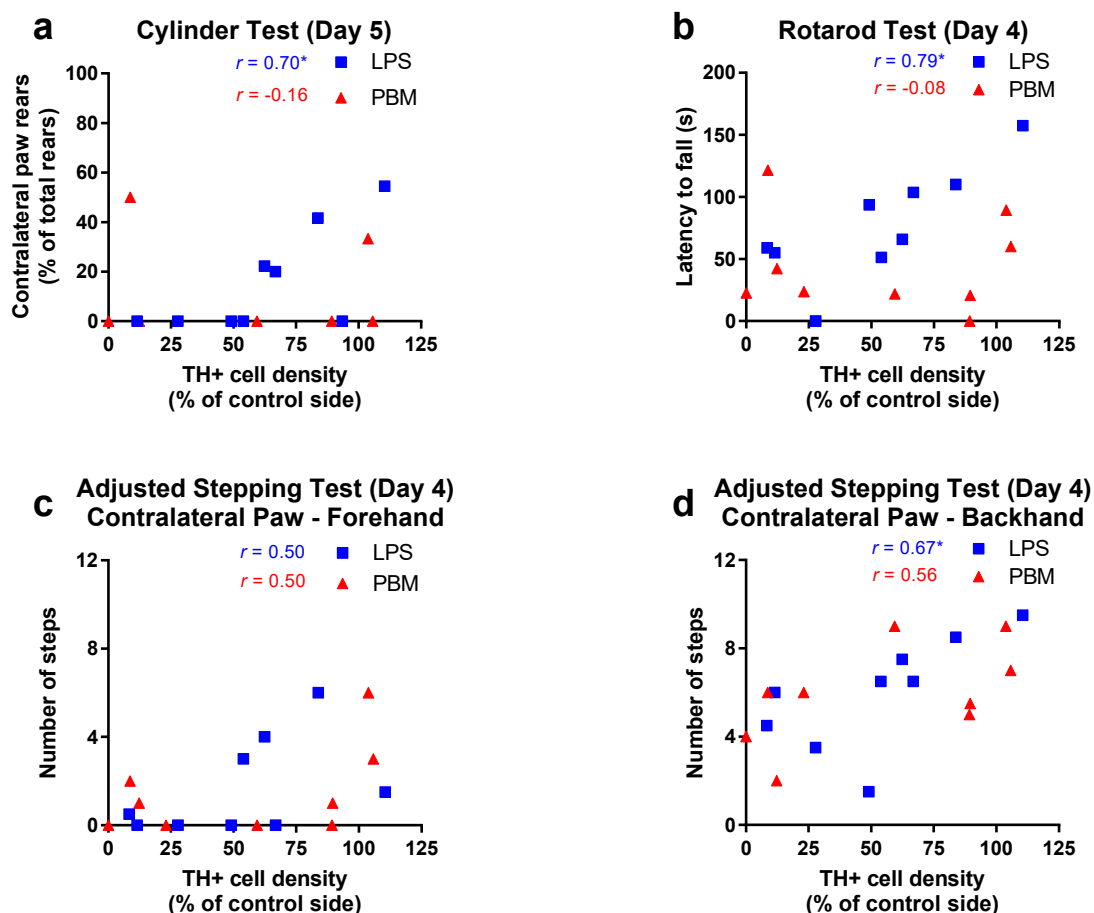 a
Cylinder Test (Day 5)
r = 0.70*
LPS
r = -0.16
PBM
Contralateral paw rears
(% of total rears)
100
80
60
40
20
0
0 25 50 75 100 125
TH+ cell density
(% of control side)
b
Rotarod Test (Day 4)
r = 0.79*
LPS
r = -0.08
PBM
Latency to fall (s)
200
150
100
50
0
0 25 50 75 100 125
TH+ cell density
(% of control side)
c
Adjusted Stepping Test (Day 4)
Contralateral Paw - Forehand
r = 0.50
LPS
r = 0.50
PBM
Number of steps
12
8
4
0
0 25 50 75 100 125
TH+ cell density
(% of control side)
d
Adjusted Stepping Test (Day 4)
Contralateral Paw - Backhand
r = 0.67*
LPS
r = 0.56
PBM
Number of steps
12
8
4
0
0 25 50 75 100 125
TH+ cell density
(% of control side)